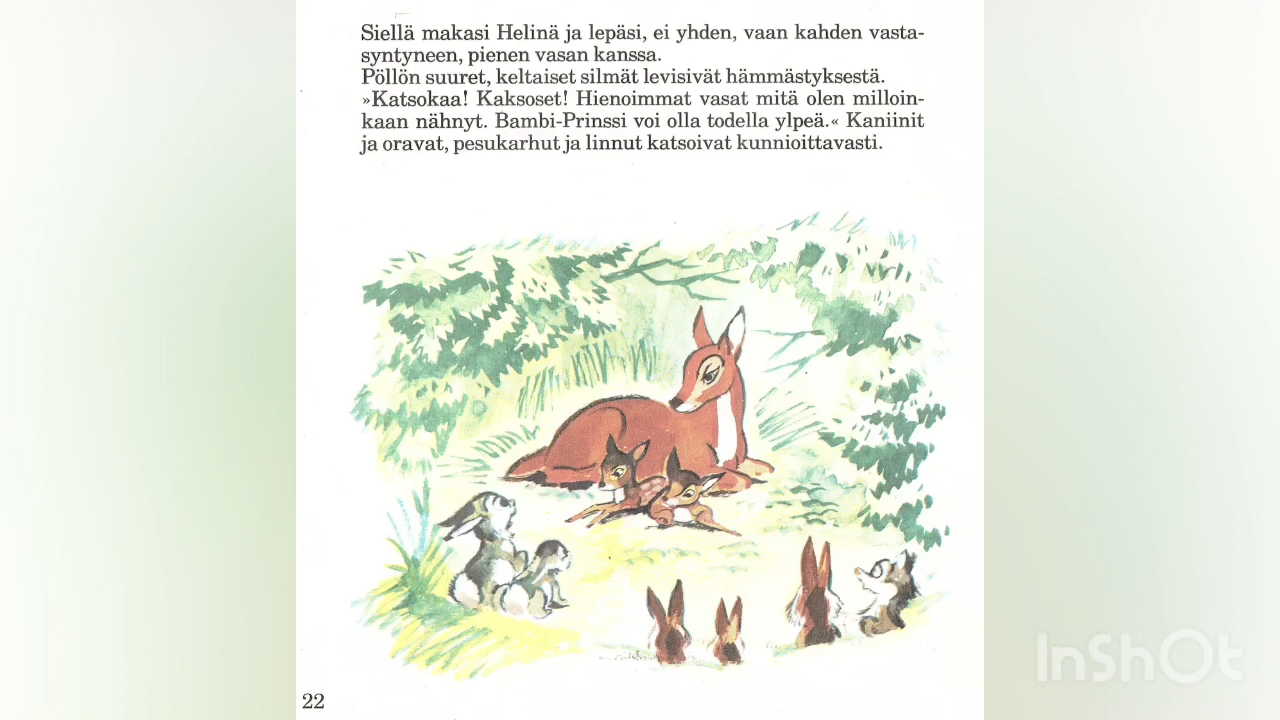 Siellä makasi Helinä ja lepäsi, ei yhden, vaan kahden vasta-
syntyneen, pienen vasan kanssa.
Pöllön suuret, keltaiset silmät levisivät hämmästyksestä.
»Katsokaa! Kaksoset! Hienoimmat vasat mitä olen milloin-
kaan nähnyt. Bambi-Prinssi voi olla todella ylpeä.« Kaniinit
ja oravat, pesukarhut ja linnut katsoivat kunnioittavasti.
22
InShOt